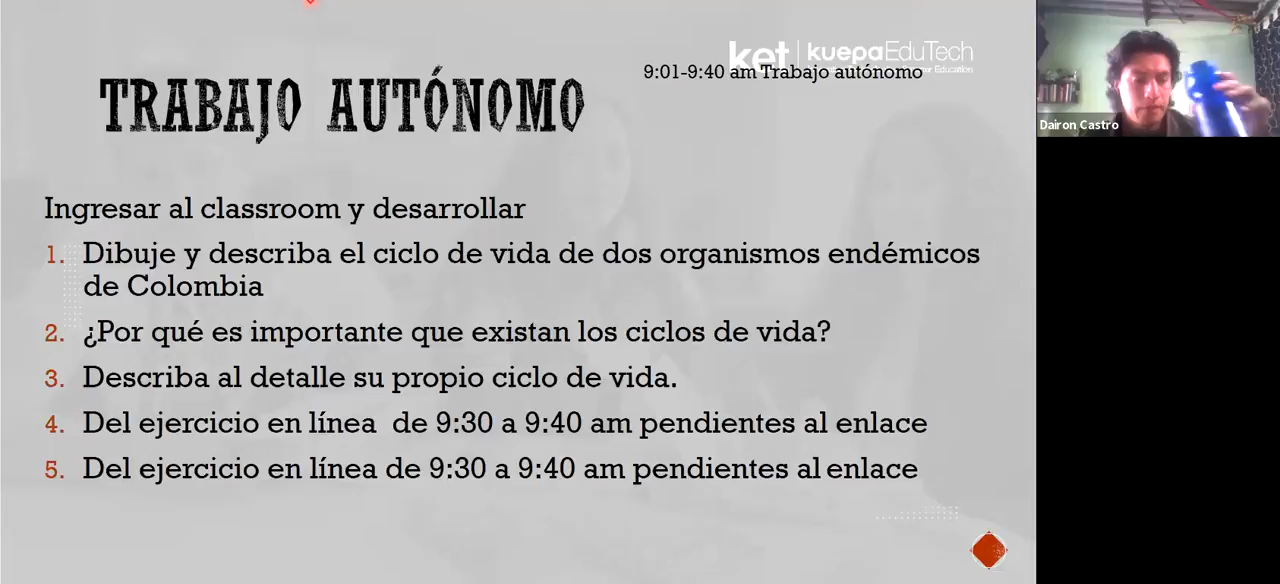 ket | kuepaEduTech
9:01-9:40 am Trabajo autónomo
Education
TRABAJO AUTÓNOMO
Dairon Castro
Ingresar al classroom y desarrollar
1. Dibuje y describa el ciclo de vida de dos organismos endémicos
de Colombia
2. ¿Por qué es importante que existan los ciclos de vida?
3. Describa al detalle su propio ciclo de vida.
4. Del ejercicio en línea de 9:30 a 9:40 am pendientes al enlace
5. Del ejercicio en línea de 9:30 a 9:40 am pendientes al enlace